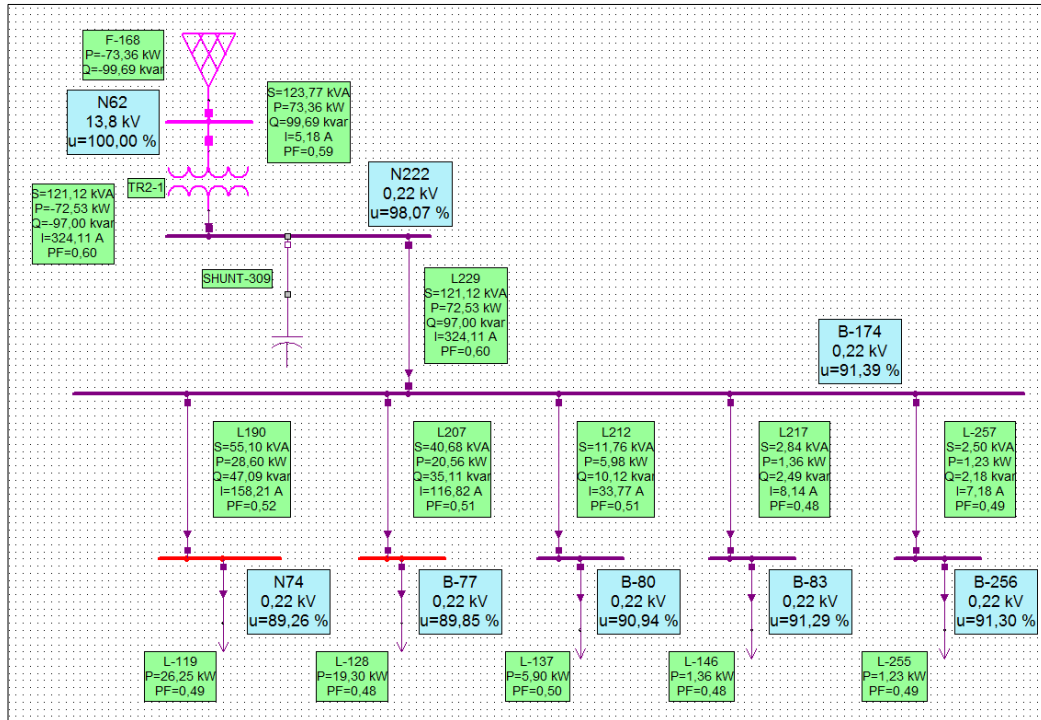 F-168
P=-73,36 kW
Q=-99,69 kvar
N62
13,8 kV
u=100,00 %
S=123,77 kVA
P=73,36 kW
Q=99,69 kvar
I=5,18 A
PF=0,59
TR2-1
S=121,12 kVA
P=-72,53 kW
Q=-97,00 kvar
I=324,11 A
PF=0,60
N222
0,22 kV
u=98,07 %
SHUNT-309
L229
S=121,12 kVA
P=72,53 kW
Q=97,00 kvar
I=324,11 A
PF=0,60
B-174
0,22 kV
u=91,39 %
L190
S=55,10 kVA
P=28,60 kW
Q=47,09 kvar
I=158,21 A
PF=0,52
L207
S=40,68 kVA
P=20,56 kW
Q=35,11 kvar
I=116,82 A
PF=0,51
L212
S=11,76 kVA
P=5,98 kW
Q=10,12 kvar
I=33,77 A
PF=0,51
L217
S=2,84 kVA
P=1,36 kW
Q=2,49 kvar
I=8,14 A
PF=0,48
L-257
S=2,50 kVA
P=1,23 kW
Q=2,18 kvar
I=7,18 A
PF=0,49
N74
0,22 kV
u=89,26 %
B-77
0,22 kV
u=89,85 %
B-80
0,22 kV
u=90,94 %
B-83
0,22 kV
u=91,29 %
B-256
0,22 kV
u=91,30 %
L-119
P=26,25 kW
PF=0,49
L-128
P=19,30 kW
PF=0,48
L-137
P=5,90 kW
PF=0,50
L-146
P=1,36 kW
PF=0,48
L-255
P=1,23 kW
PF=0,49